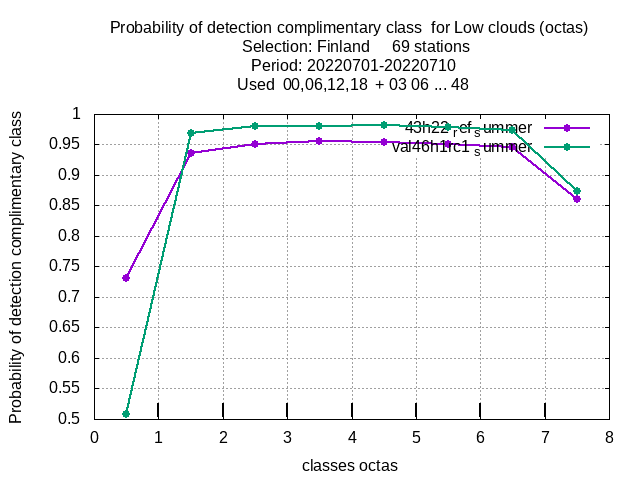 Probability of detection complimentary class  for Low clouds (octas)
Selection: Finland     69 stations
Period: 20220701-20220710
Used  00,06,12,18  + 03 06 ... 48
Probability of detection complimentary class
1
0.95
0.9
0.85
0.8
0.75
0.7
0.65
0.6
0.55
0.5
43h22_ref_summer
val46h1rc1_summer
0 1 2 3 4 5 6 7 8
classes octas